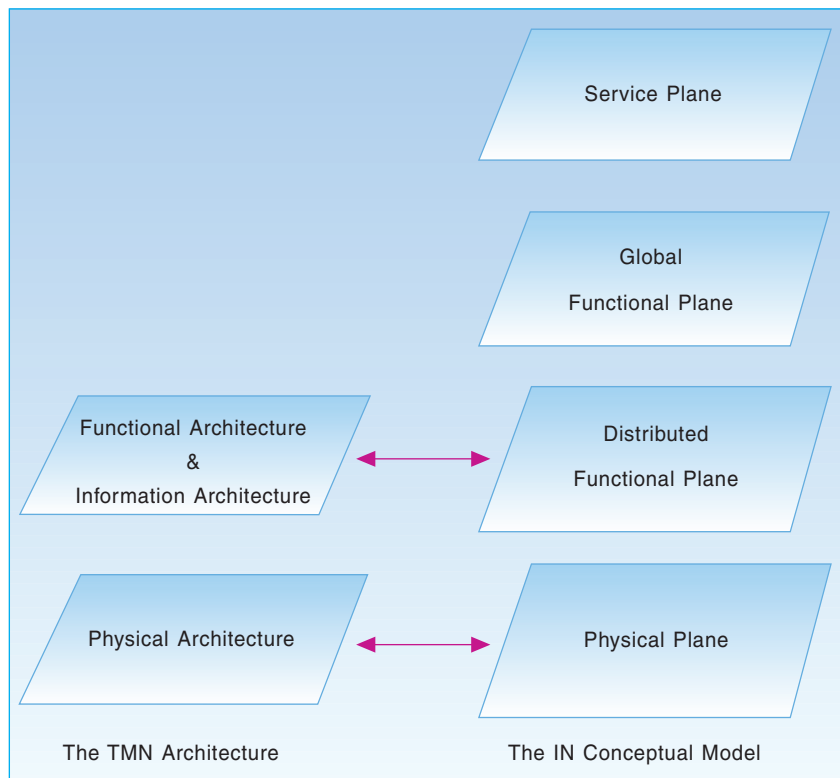 Service Plane
Global
Functional Plane
Functional Architecture
&
Information Architecture
Distributed
Functional Plane
Physical Architecture
Physical Plane
The TMN Architecture
The IN Conceptual Model